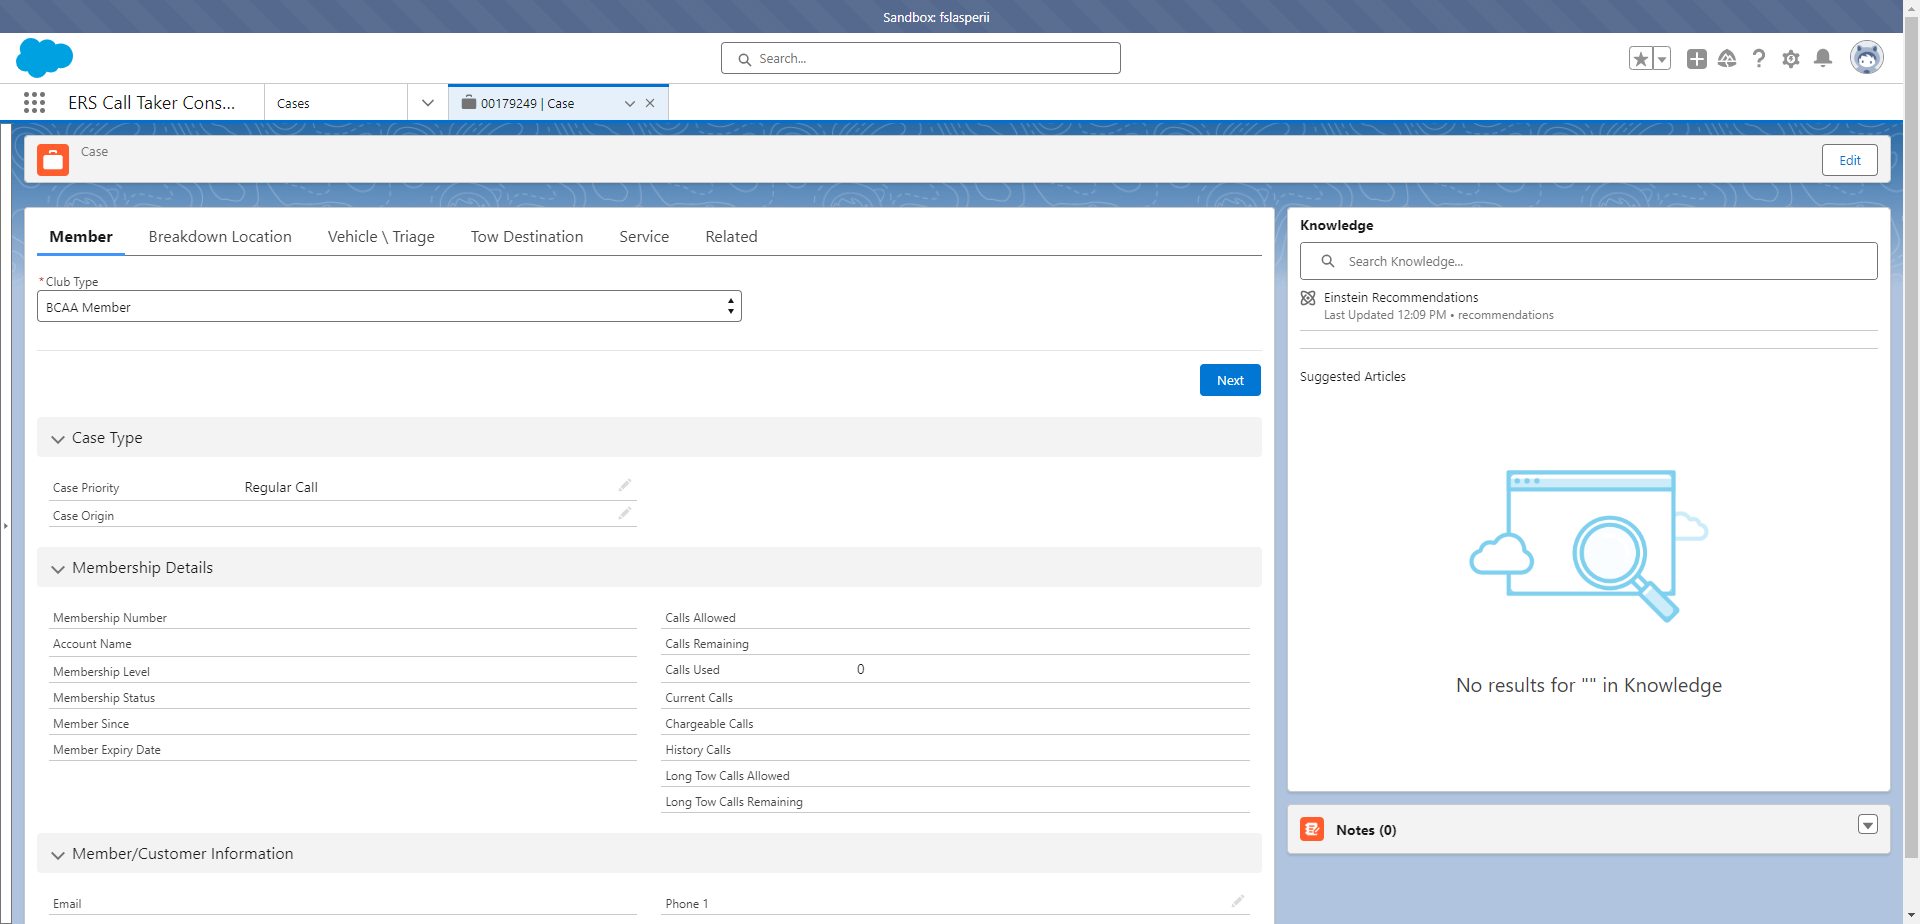 Sandbox: fslasperii
Search...
ERS Call Taker Cons...
Cases
00179249 | Case
Case
Edit
Member
Breakdown Location
Vehicle \ Triage
Tow Destination
Service
Related
*Club Type
BCAA Member
Next
Case Type
Case Priority
Regular Call
Case Origin
Membership Details
Membership Number
Account Name
Membership Level
Membership Status
Member Since
Member Expiry Date
Calls Allowed
Calls Remaining
Calls Used
0
Current Calls
Chargeable Calls
History Calls
Long Tow Calls Allowed
Long Tow Calls Remaining
Member/Customer Information
Email
Phone 1
Knowledge
Search Knowledge...
Einstein Recommendations
Last Updated 12:09 PM • recommendations
Suggested Articles
No results for "" in Knowledge
Notes (0)